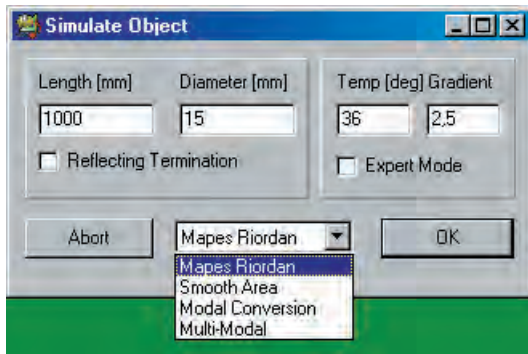 Simulate Object
Length [mm] Diameter [mm] Temp [deg] Gradient
1000 15 36 2,5
Reflecting Termination Expert Mode
Abort Mapes Riordan OK
Mapes Riordan
Smooth Area
Modal Conversion
Multi-Modal